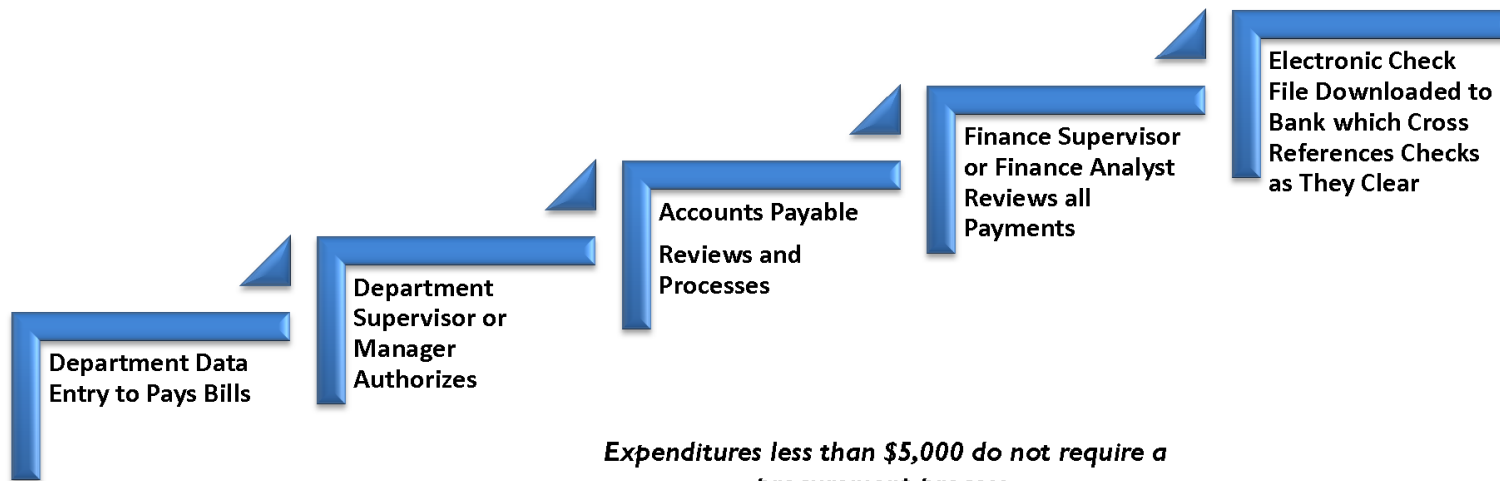 Department Data
Entry to Pays Bills
Department
Supervisor or
Manager
Authorizes
Accounts Payable
Reviews and
Processes
Finance Supervisor
or Finance Analyst
Reviews all
Payments
Electronic Check
File Downloaded to
Bank which Cross
References Checks
as They Clear
Expenditures less than $5,000 do not require a